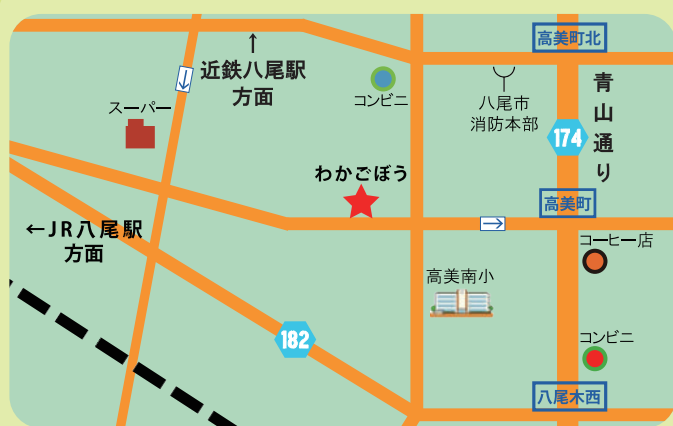 高美町北
↑
近鉄八尾駅
方面
コンビニ
八尾市
消防本部
青山通り
スーパー
174
わかごぼう
高美町
←JR八尾駅
方面
コーヒー店
高美南小
182
コンビニ
八尾木西